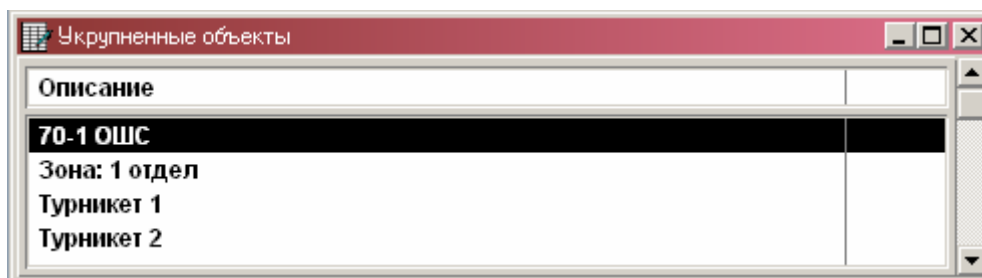 Укрупненные объекты
Описание
70-1 ОШС
Зона: 1 отдел
Турникет 1
Турникет 2